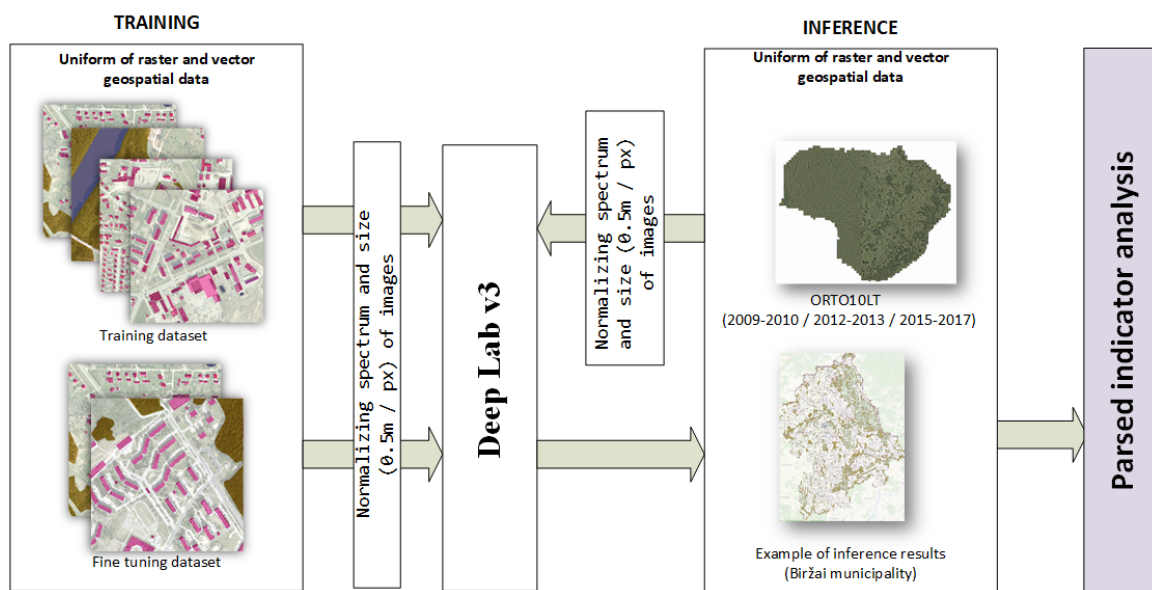 TRAINING
Uniform of raster and vector
geospatial data
Training dataset
Fine tuning dataset
Normalizing spectrum and size
(0.5m / px) of images
Deep Lab v3
Normalizing spectrum
and size (0.5m / px)
of images
INFERENCE
Uniform of raster and vector
geospatial data
ORTO10LT
(2009-2010 / 2012-2013 / 2015-2017)
Example of inference results
(Biržai municipality)
Parsed indicator analysis